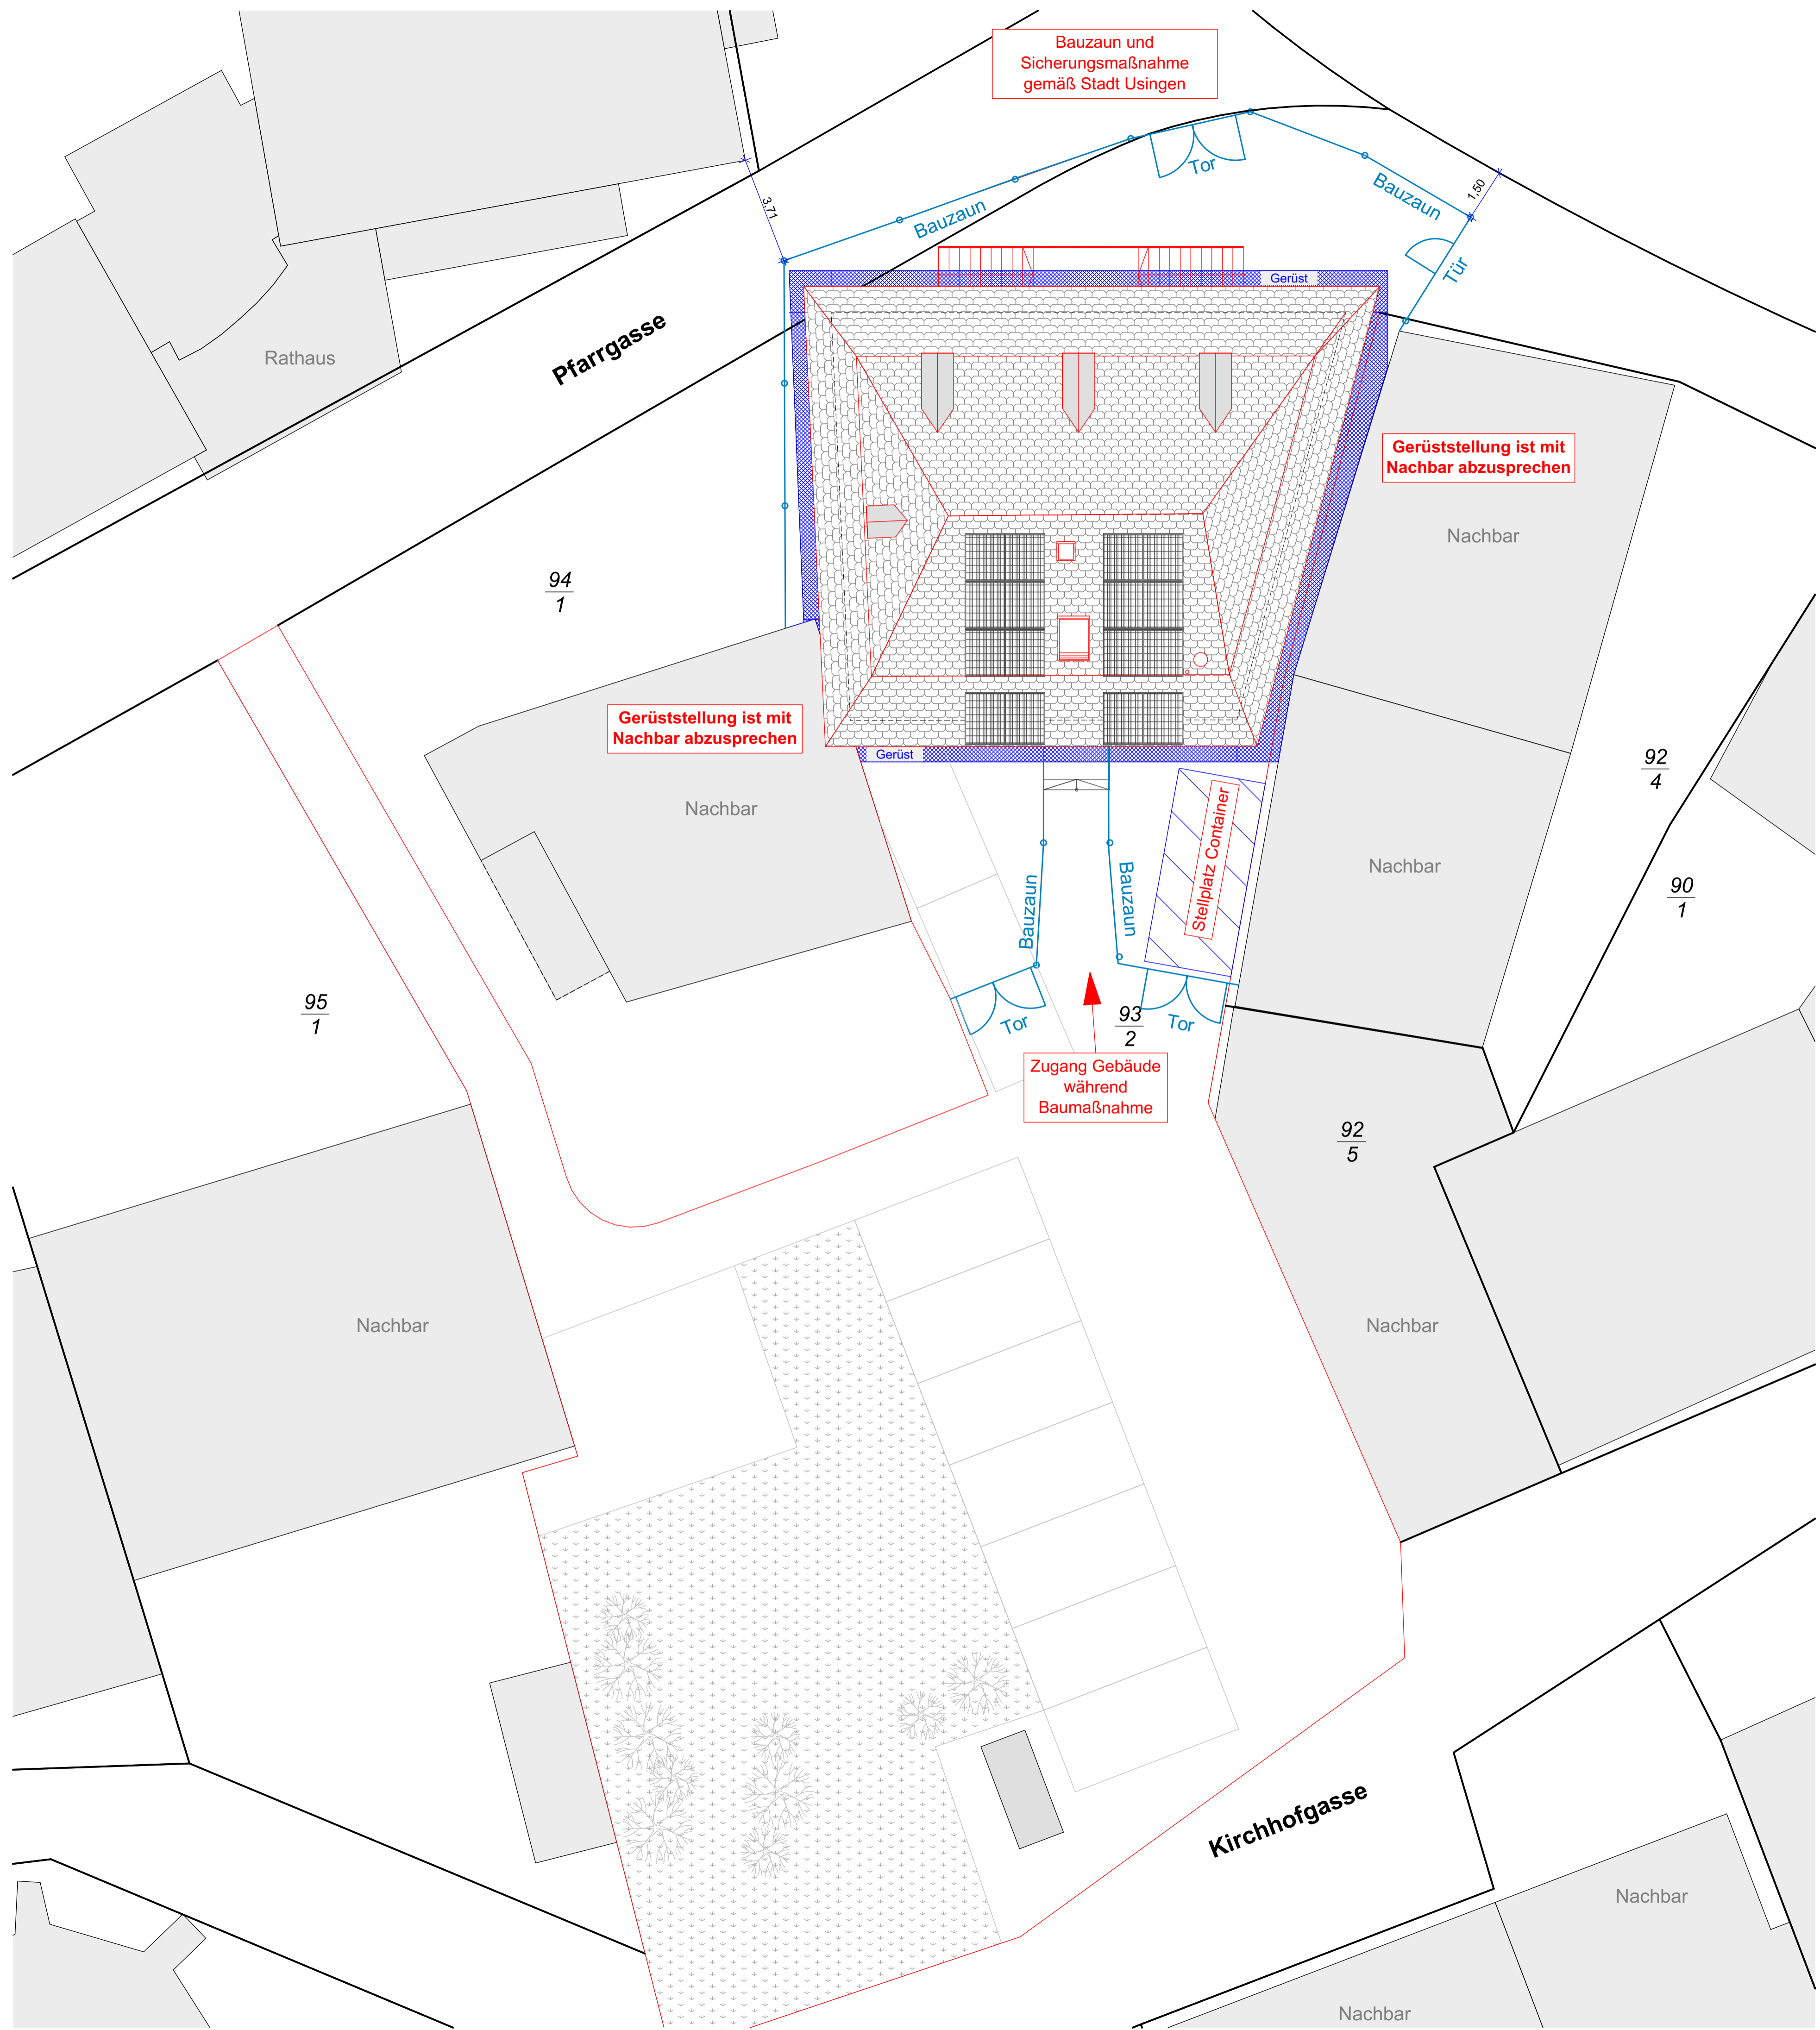 Bauzaun und
Sicherungsmaßnahme
gemäß Stadt Usingen
Tor
Bauzaun
1,50
3,71
Bauzaun
Tür
Gerüst
Pfarrgasse
Rathaus
Gerüststellung ist mit
Nachbar abzusprechen
Nachbar
94
1
Gerüststellung ist mit
Nachbar abzusprechen
Gerüst
92
4
Nachbar
Stellplatz Container
Nachbar
Bauzaun
Bauzaun
90
1
95
1
Tor
93
2
Tor
Zugang Gebäude
während
Baumaßnahme
92
5
Nachbar
Nachbar
Kirchhofgasse
Nachbar
Nachbar